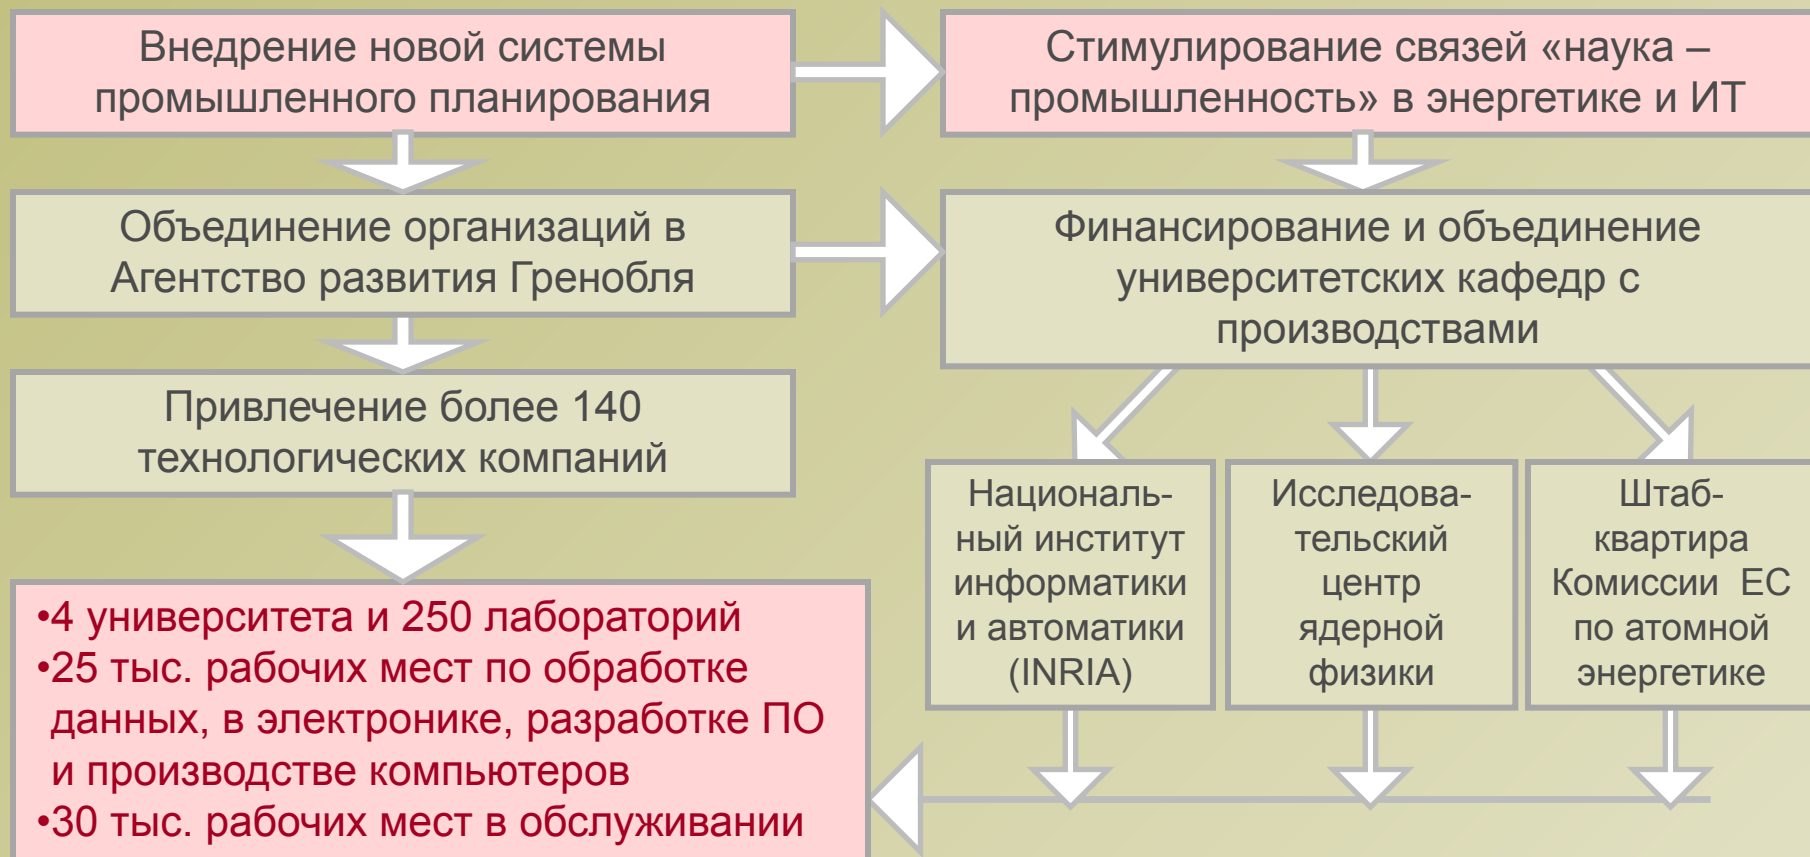 Внедрение новой системы
промышленного планирования
Стимулирование связей «наука –
промышленность» в энергетике и ИТ
Объединение организаций в
Агентство развития Гренобля
Финансирование и объединение
университетских кафедр с
производствами
Привлечение более 140
технологических компаний
Националь-
ный институт
информатики
и автоматики
(INRIA)
Исследова-
тельский
центр
ядерной
физики
Штаб-
квартира
Комиссии ЕС
по атомной
энергетике
•4 университета и 250 лабораторий
•25 тыс. рабочих мест по обработке
данных, в электронике, разработке ПО
и производстве компьютеров
•30 тыс. рабочих мест в обслуживании